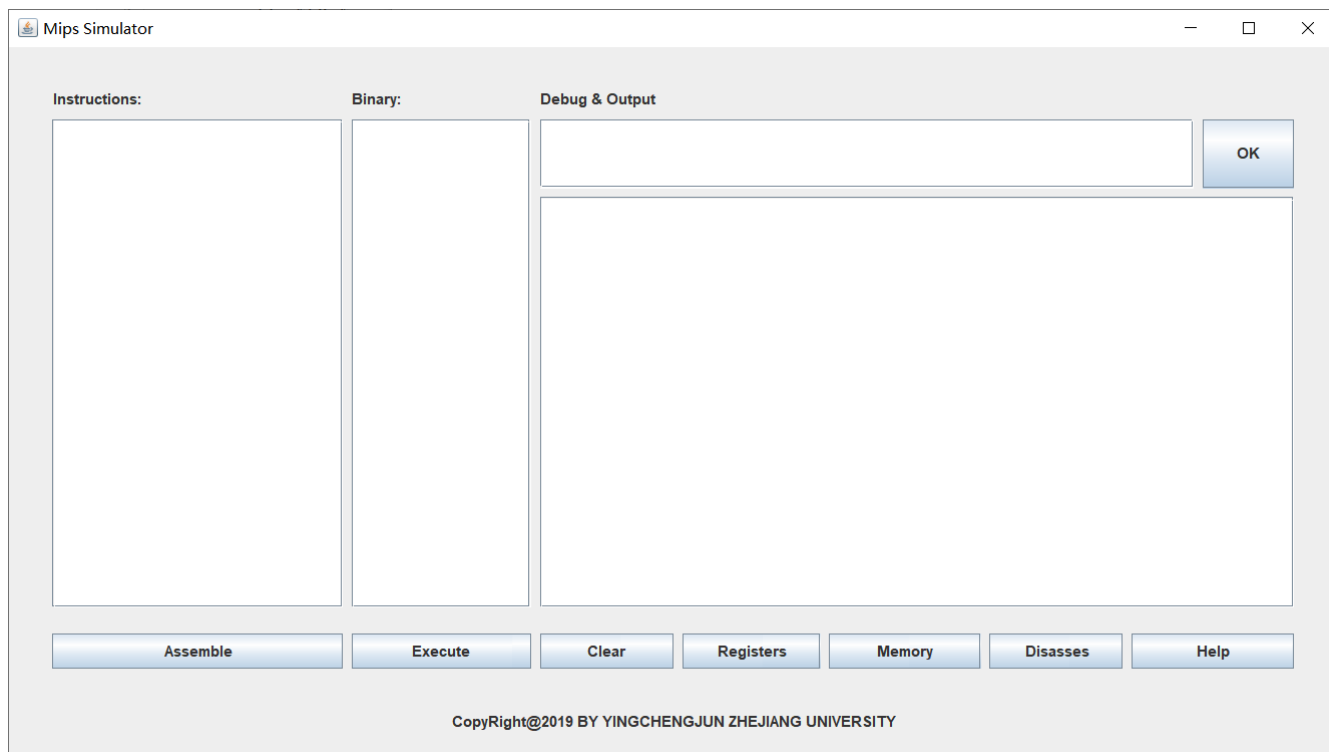 Mips Simulator
Instructions: Binary: Debug & Output
OK
Assemble Execute Clear Registers Memory Disasses Help
CopyRight@2019 BY YINGCHENGJUN ZHEJIANG UNIVERSITY